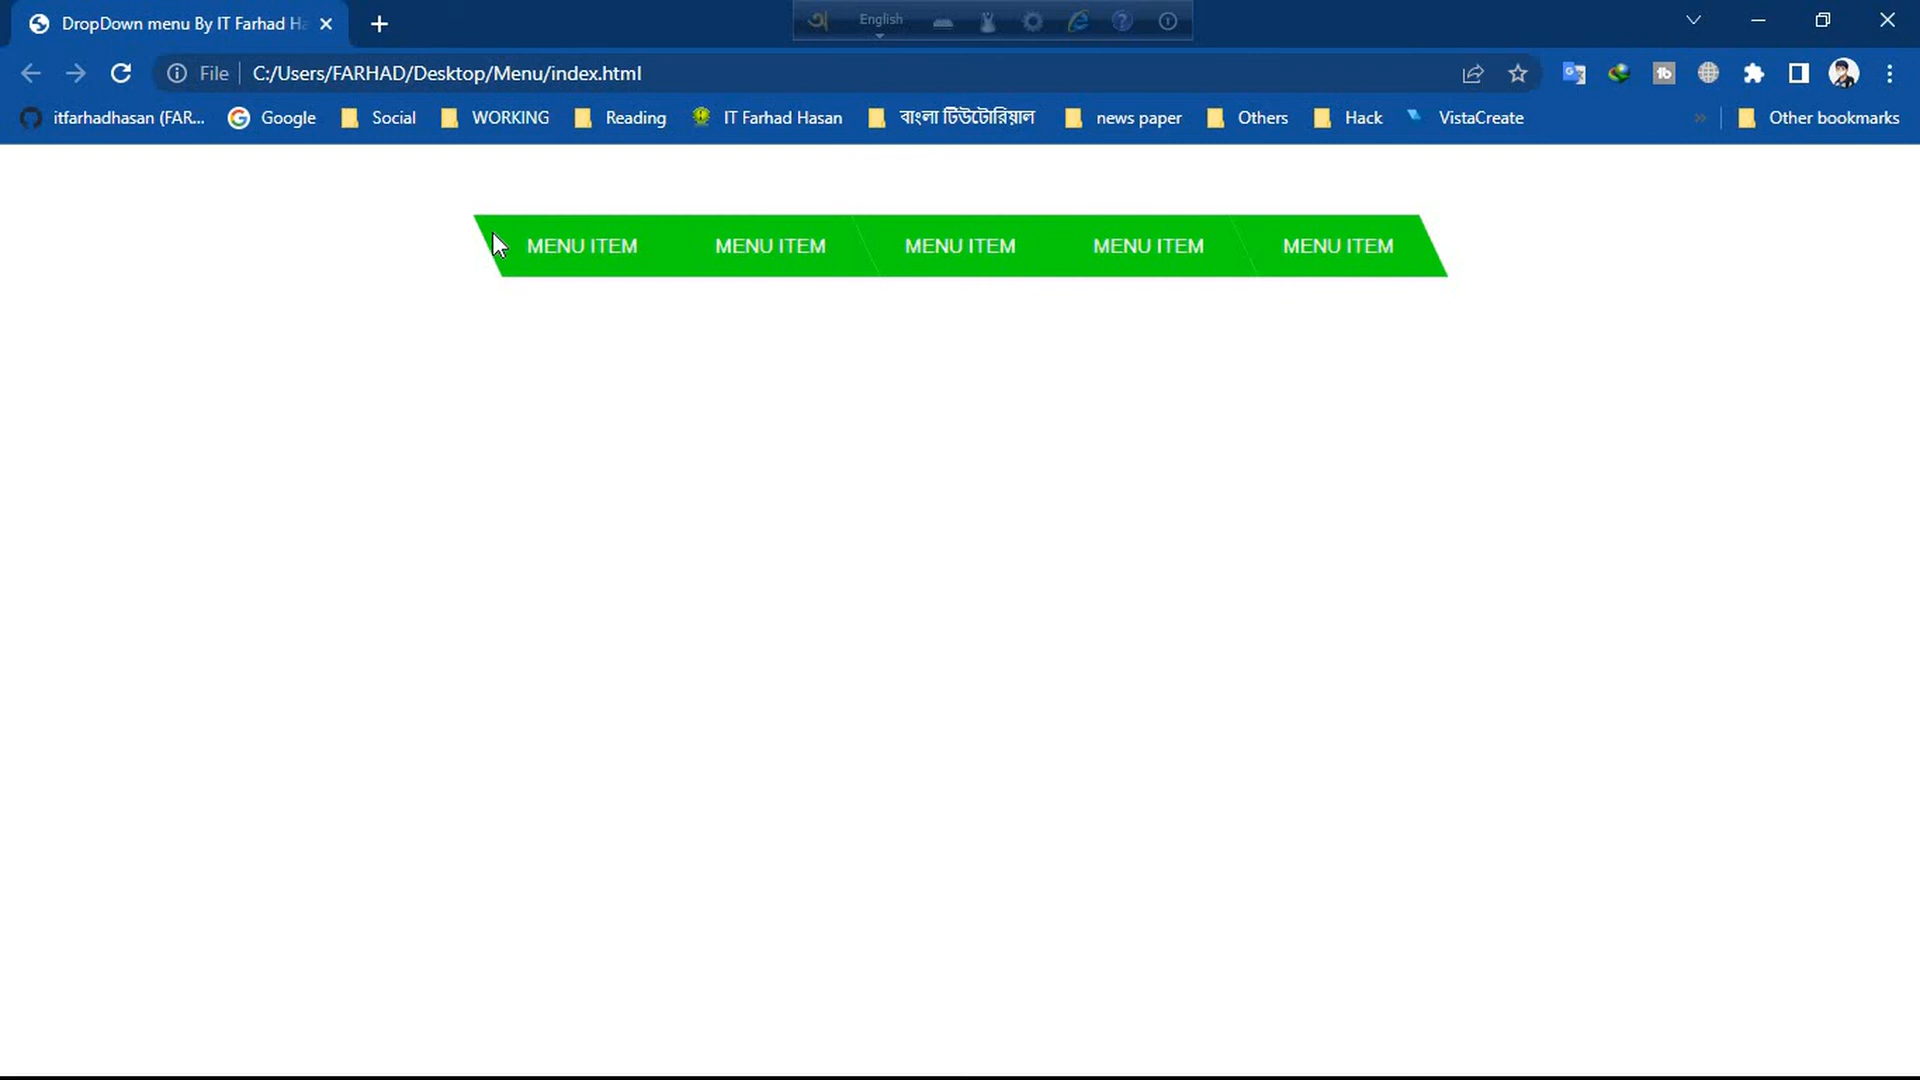 DropDown menu By IT Farhad H
English
File
C:/Users/FARHAD/Desktop/Menu/index.html
itfarhadhasan (FAR...
Google
Social
WORKING
Reading
IT Farhad Hasan
বাংলা টিউটোরিয়াল
news paper
Others
Hack
VistaCreate
Other bookmarks
MENU ITEM MENU ITEM MENU ITEM MENU ITEM MENU ITEM